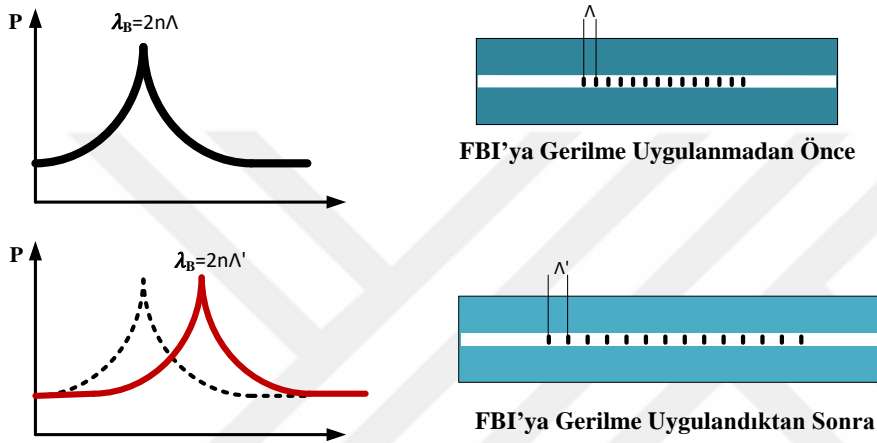 P
λB=2nΛ
Λ
FBI’ya Gerilme Uygulanmadan Önce
P
λB=2nΛ'
Λ'
FBI’ya Gerilme Uygulandıktan Sonra